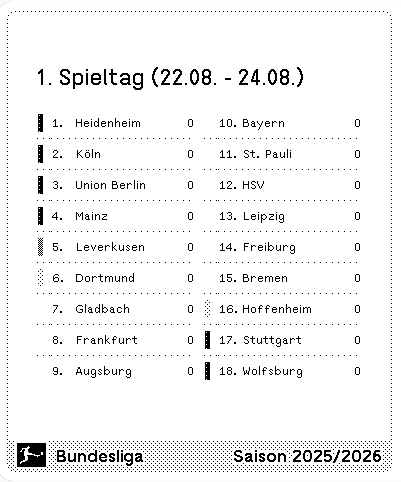 1. Spieltag (22.08. - 24.08.)
1. Heidenheim 0
2. Köln 0
3. Union Berlin 0
4. Mainz 0
5. Leverkusen 0
6. Dortmund 0
7. Gladbach 0
8. Frankfurt 0
9. Augsburg 0
10. Bayern 0
11. St. Pauli 0
12. HSV 0
13. Leipzig 0
14. Freiburg 0
15. Bremen 0
16. Hoffenheim 0
17. Stuttgart 0
18. Wolfsburg 0
Bundesliga Saison 2025/2026